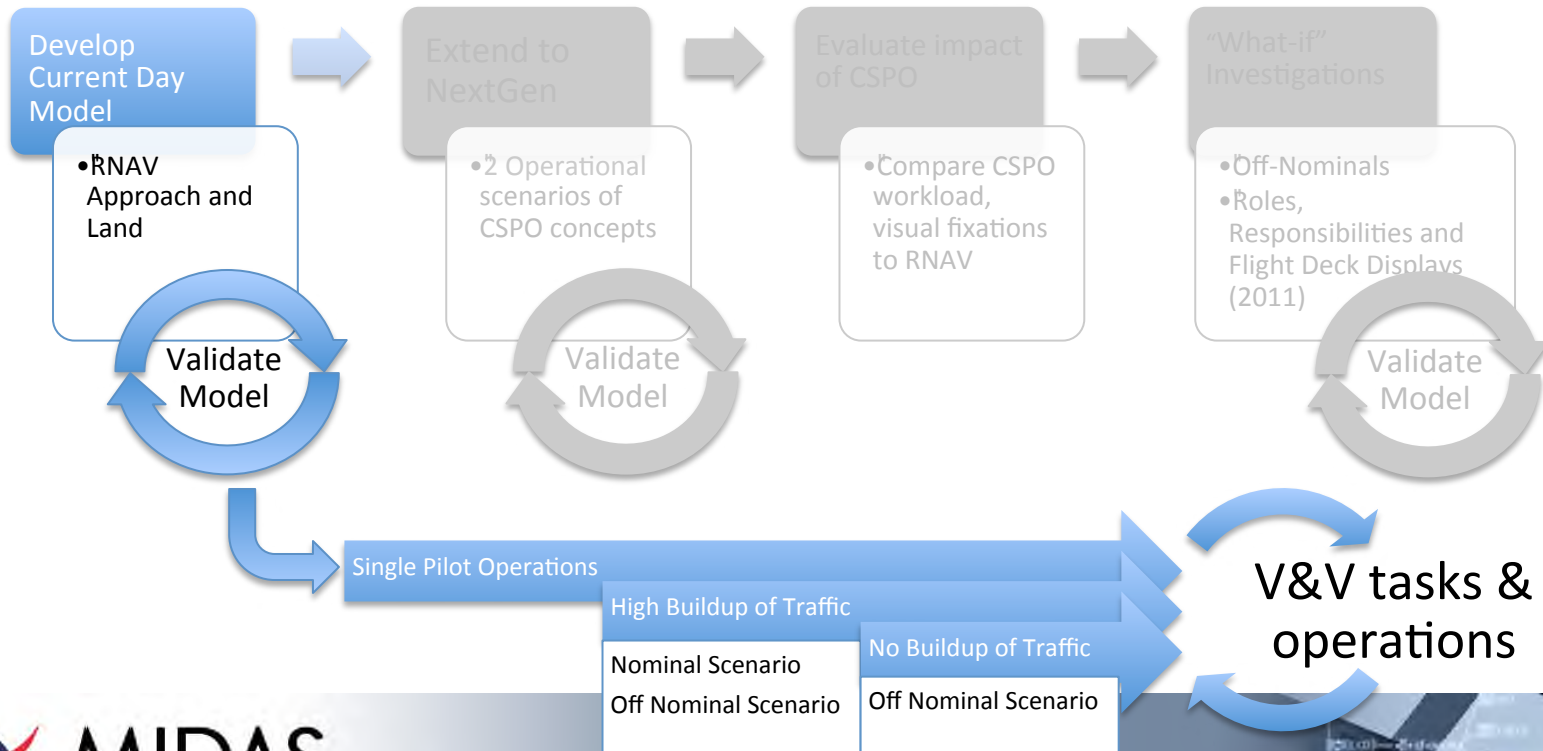 Develop
Current Day
Model
•RNAV
Approach and
Land
Validate
Model
Extend to
NextGen
•2 Operational
scenarios of
CSPO concepts
Validate
Model
Evaluate impact
of CSPO
•Compare CSPO
workload,
visual fixations
to RNAV
“What-if”
Investigations
•Off-Nominals
•Roles,
Responsibilities and
Flight Deck Displays
(2011)
Validate
Model
Single Pilot Operations
High Buildup of Traffic
Nominal Scenario
Off Nominal Scenario
No Buildup of Traffic
Off Nominal Scenario
V&V tasks &
operations
MIDAS